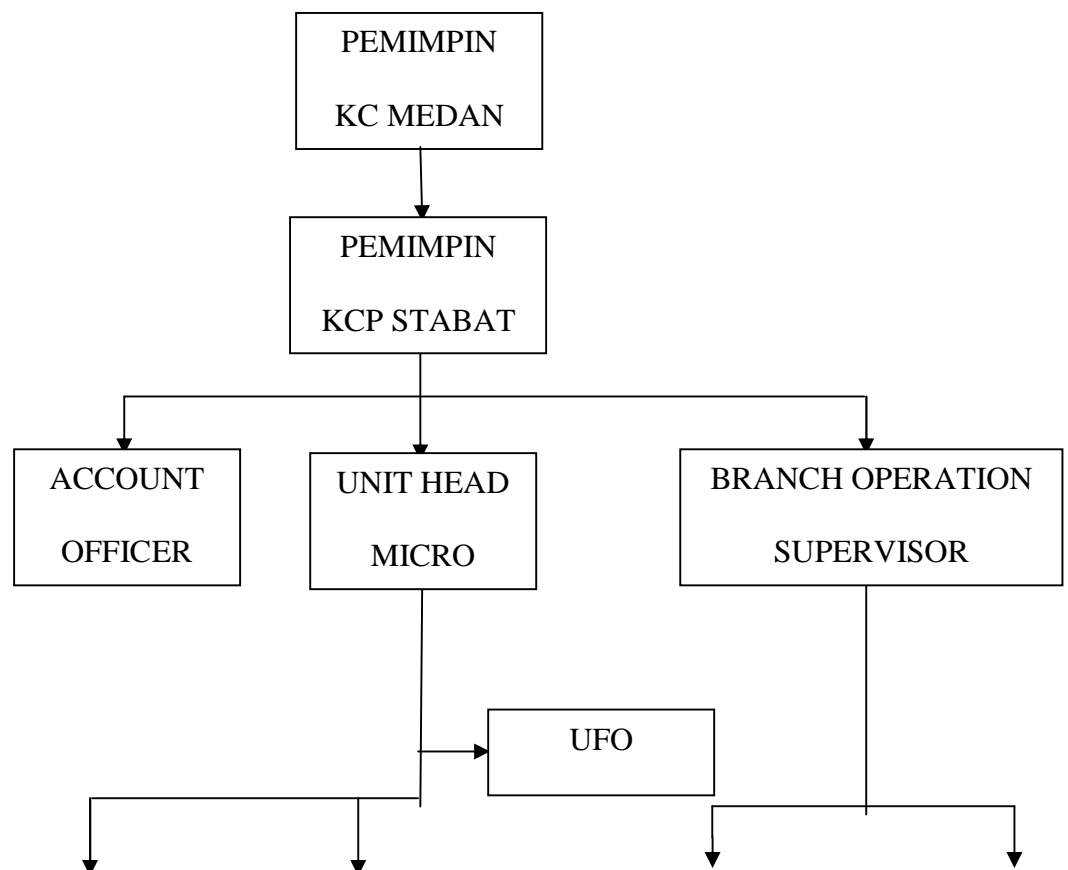 PEMIMPIN
KC MEDAN
PEMIMPIN
KCP STABAT
ACCOUNT
OFFICER
UNIT HEAD
MICRO
BRANCH OPERATION
SUPERVISOR
UFO